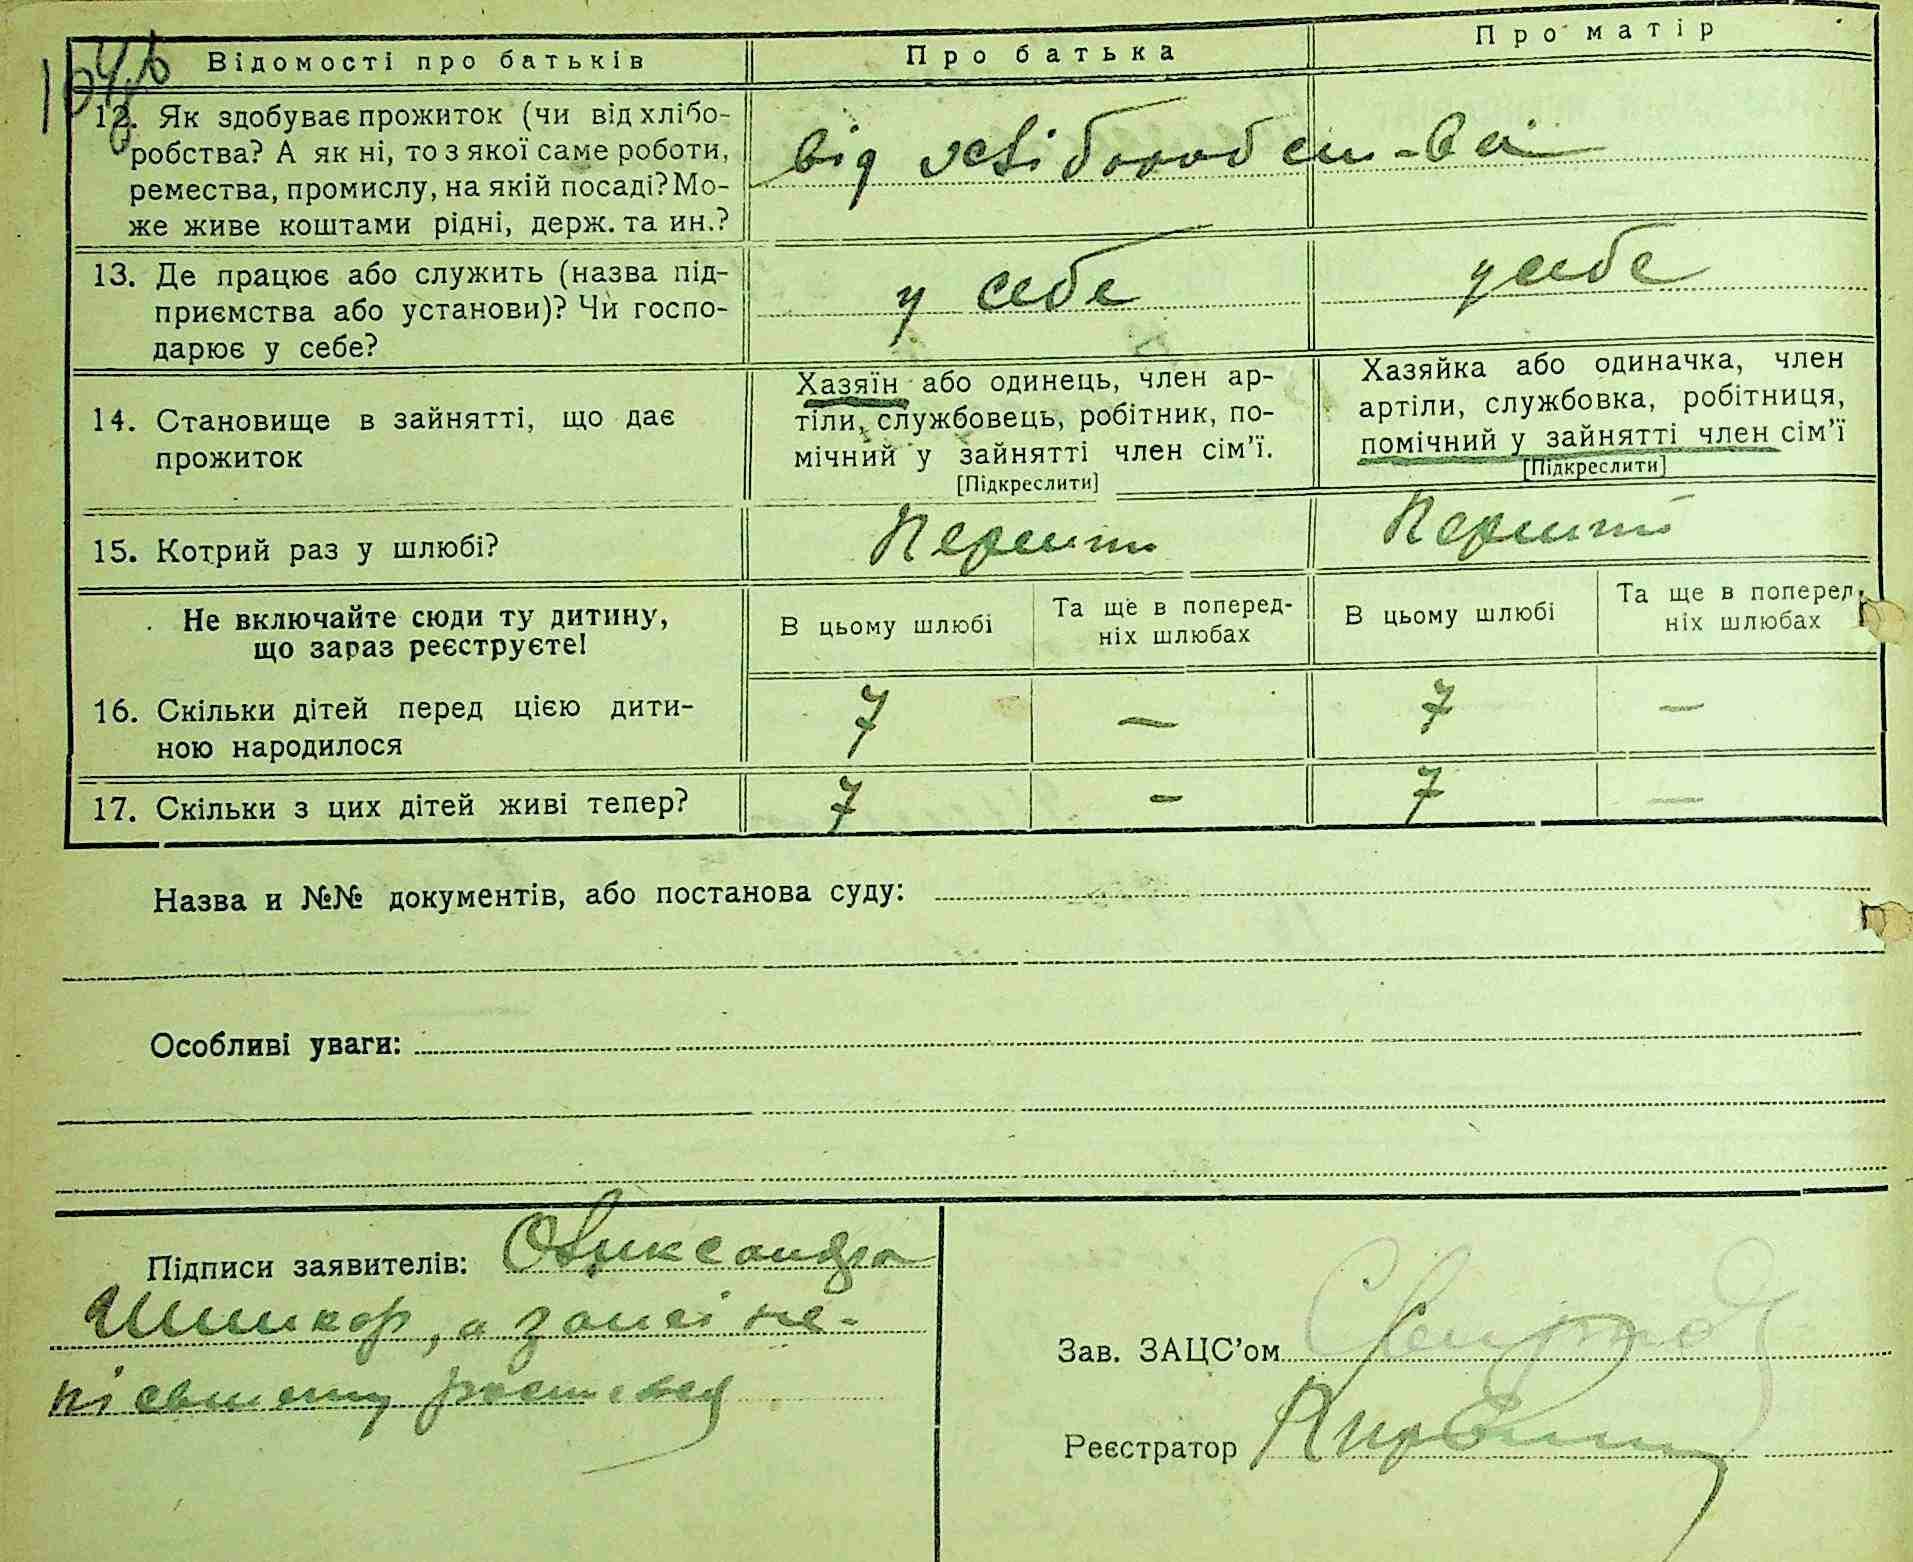 Відомості про батьків
Про батька
Про матір
12. Як здобуває прожиток (чи від хлібо-
робства? А як ні, то з якої саме роботи,
ремества, промислу, на якій посаді? Мо-
же живе коштами рідні, держ. та ин.?
від хліборобст-ва
13. Де працює або служить (назва під-
приємства або установи)? Чи госпо-
дарює у себе?
у себе
у себе
14. Становище в зайнятті, що дає
прожиток
Хазяїн або одинець, член ар-
тіли, службовець, робітник, по-
мічний у зайнятті член сім'ї.
[Підкреслити]
Хазяйка або одиначка, член
артіли, службовка, робітниця,
помічний у зайнятті член сім'ї
[Підкреслити]
15. Котрий раз у шлюбі?
Перший
Перший
Не включайте сюди ту дитину,
що зараз реєструєте!
В цьому шлюбі
Та ще в поперед-
ніх шлюбах
В цьому шлюбі
Та ще в поперед-
ніх шлюбах
16. Скільки дітей перед цією дити-
ною народилося
7 — 7 —
17. Скільки з цих дітей живі тепер?
7 - 7 —
Назва и №№ документів, або постанова суду:
Особливі уваги:
Підписи заявителів: Олександра
а за неї не-
пісьменну
Зав. ЗАЦС'ом
Реєстратор